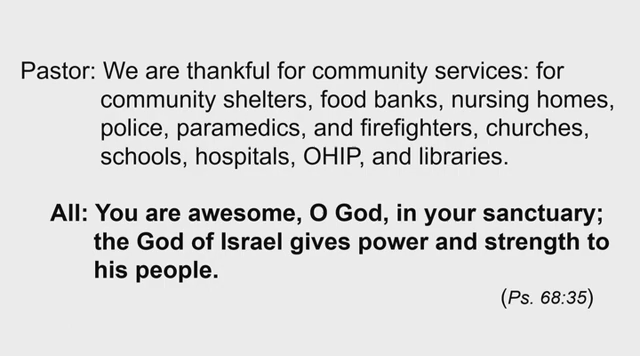 Pastor: We are thankful for community services: for
community shelters, food banks, nursing homes,
police, paramedics, and firefighters, churches,
schools, hospitals, OHIP, and libraries.
All: You are awesome, O God, in your sanctuary;
the God of Israel gives power and strength to
his people.
(Ps. 68:35)